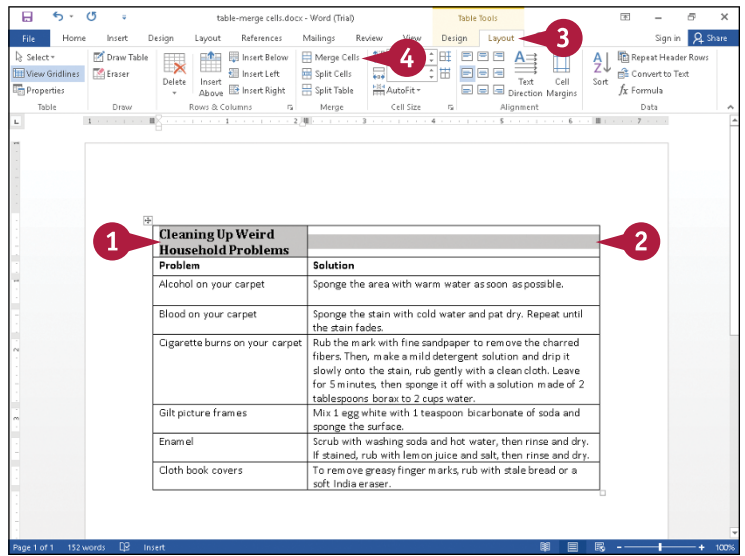 table-merge cells.docx - Word (Trial)
Table Tools
File Home Insert Design Layout References Mailings Review View Design Layout Sign in Share
3
Select
View Gridlines
Properties
Table
Draw Table
Eraser
Draw
Delete
Insert Above
Insert Below
Insert Left
Insert Right
Rows & Columns
Merge Cells
Split Cells
Split Table
Merge
4
AutoFit
Cell Size
Text Direction
Cell Margins
Alignment
Sort
Repeat Header Rows
Convert to Text
fx Formula
Data
L
1 1 2 3 4 5 6 7
1
Cleaning Up Weird
Household Problems
2
Problem Solution
Alcohol on your carpet Sponge the area with warm water as soon as possible.
Blood on your carpet Sponge the stain with cold water and pat dry. Repeat until
the stain fades.
Cigarette burns on your carpet Rub the mark with fine sandpaper to remove the charred
fibers. Then, make a mild detergent solution and drip it
slowly onto the stain, rub gently with a clean cloth. Leave
for 5 minutes, then sponge it off with a solution made of 2
tablespoons borax to 2 cups water.
Gilt picture frames Mix 1 egg white with 1 teaspoon bicarbonate of soda and
sponge the surface.
Enamel Scrub with washing soda and hot water, then rinse and dry.
If stained, rub with lemon juice and salt, then rinse and dry.
Cloth book covers To remove greasy finger marks, rub with stale bread or a
soft India eraser.
Page 1 of 1 152 words Insert 100%